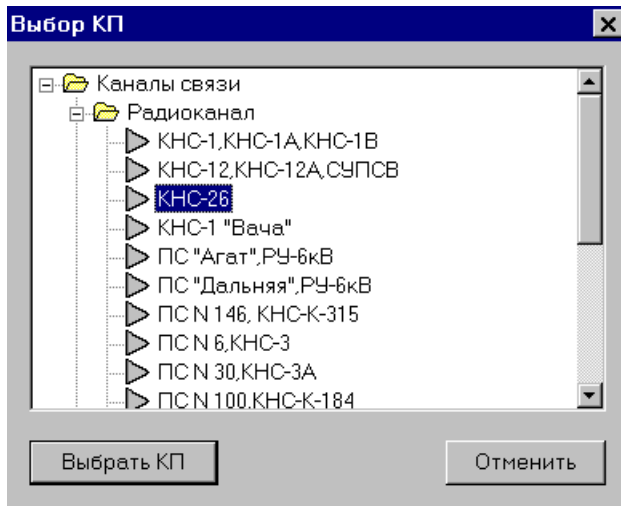 Выбор КП
Каналы связи
Радиоканал
КНС-1,КНС-1А,КНС-1В
КНС-12,КНС-12А,СУПСВ
КНС-26
КНС-1 "Вача"
ПС "Агат",РУ-6кВ
ПС "Дальняя",РУ-6кВ
ПС N 146, КНС-К-315
ПС N 6,КНС-3
ПС N 30,КНС-3А
ПС N 100,КНС-К-184
Выбрать КП
Отменить